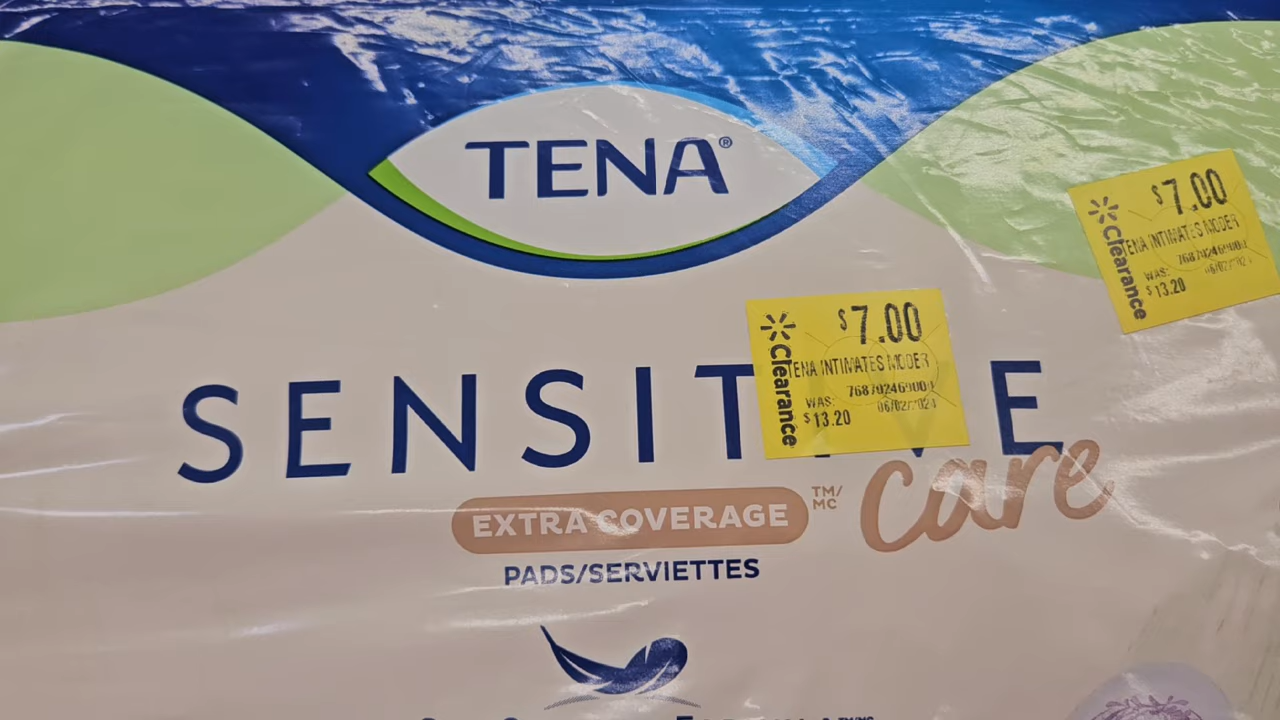 TENA®
SENSITIVE
care
EXTRA COVERAGE
TM/
MC
PADS/SERVIETTES
$7.00
TENA INTIMATES MODER
WAS:
$13.20
Clearance
$7.00
TENA INTIMATES MODER
WAS:
$13.20
Clearance